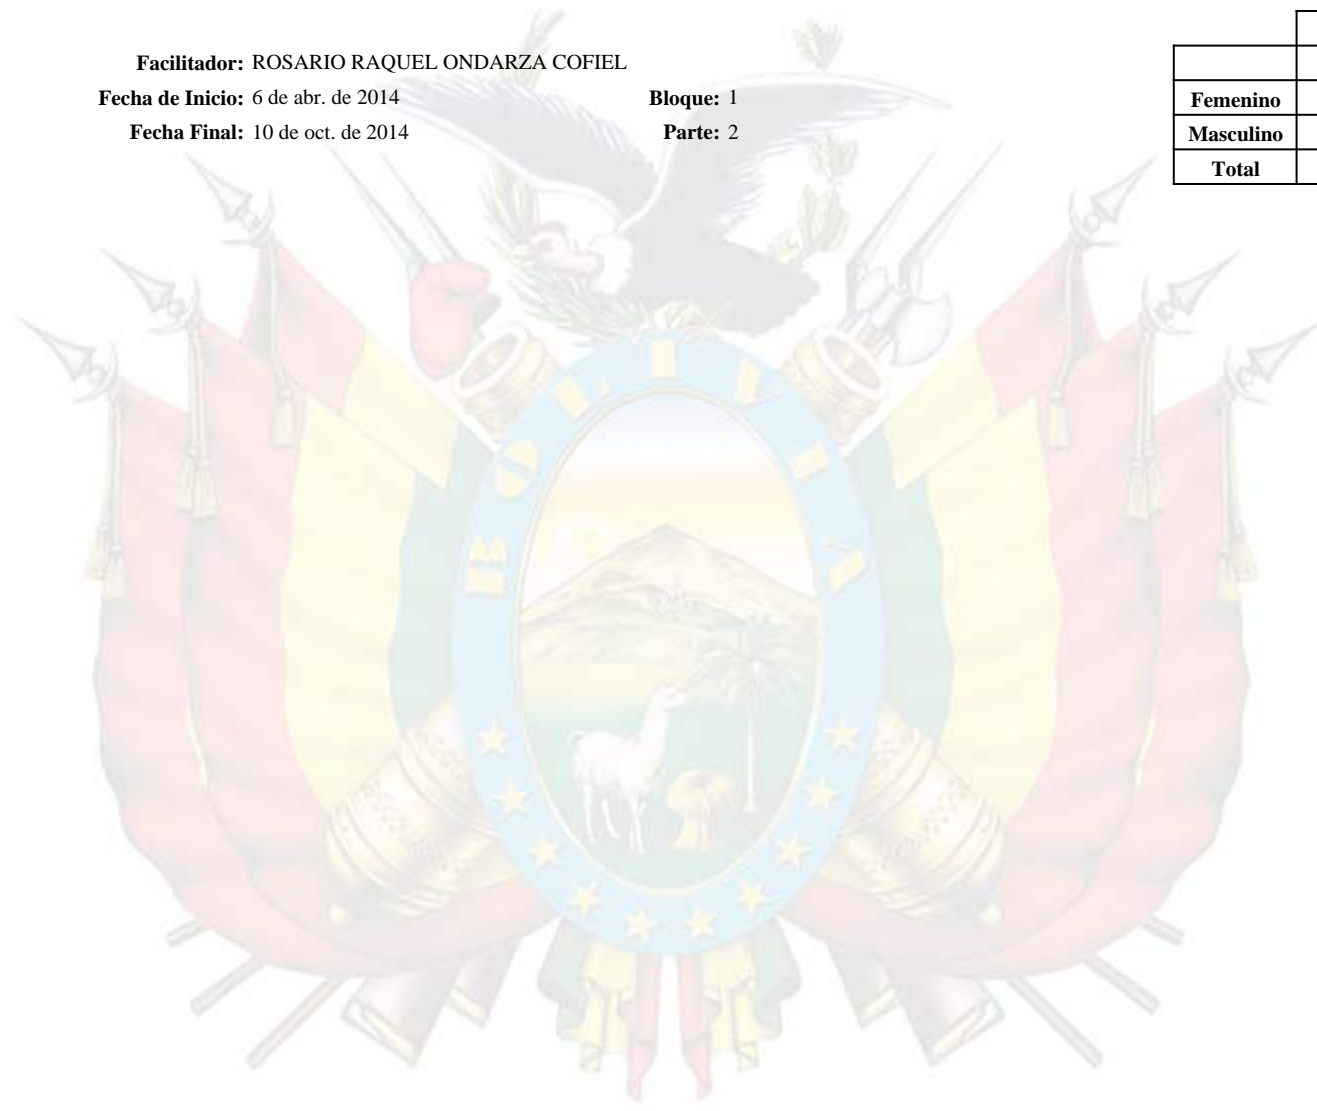 Facilitador: ROSARIO RAQUEL ONDARZA COFIEL
Fecha de Inicio: 6 de abr. de 2014 Bloque: 1
Fecha Final: 10 de oct. de 2014 Parte: 2
Femenino
Masculino
Total
BOLIVIA